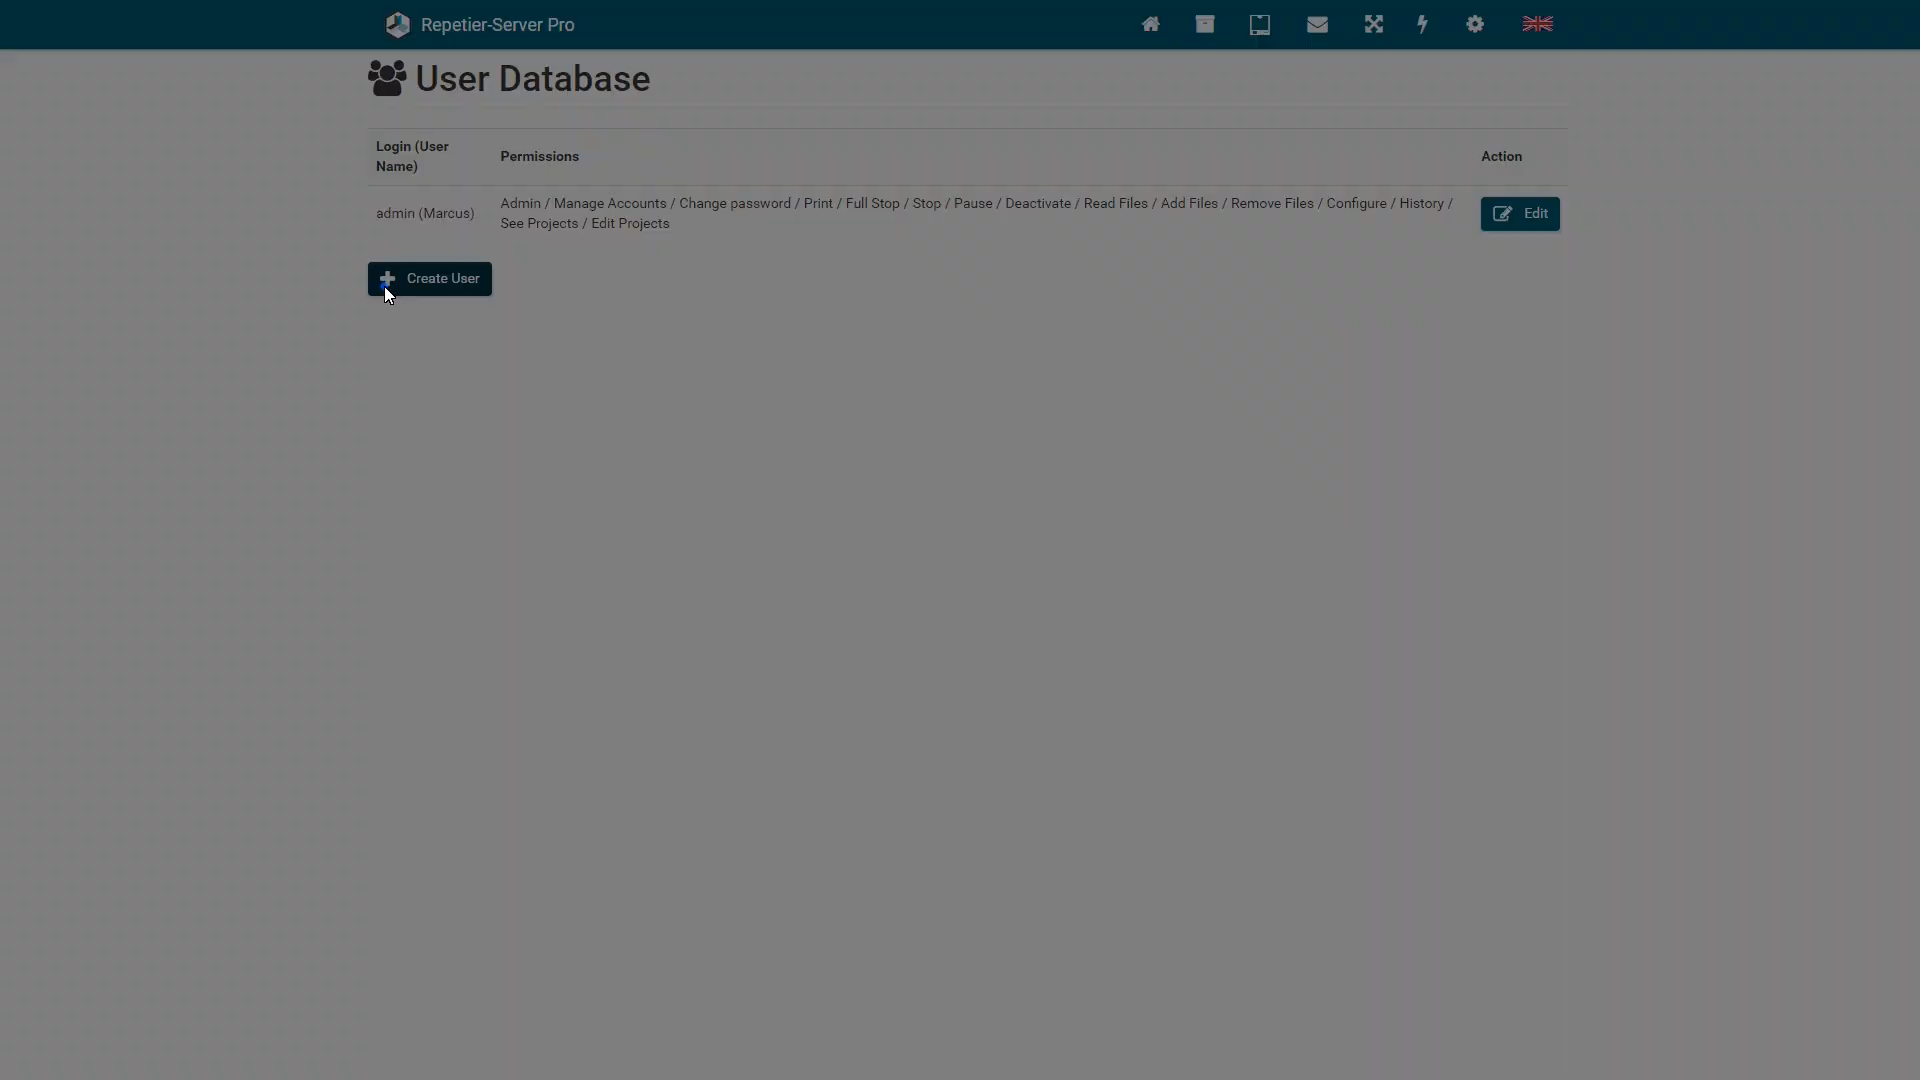 Repetier-Server Pro
User Database
Login (User
Name)
Permissions
Action
admin (Marcus)
Admin / Manage Accounts / Change password / Print / Full Stop / Stop / Pause / Deactivate / Read Files / Add Files / Remove Files / Configure / History /
See Projects / Edit Projects
Edit
Create User